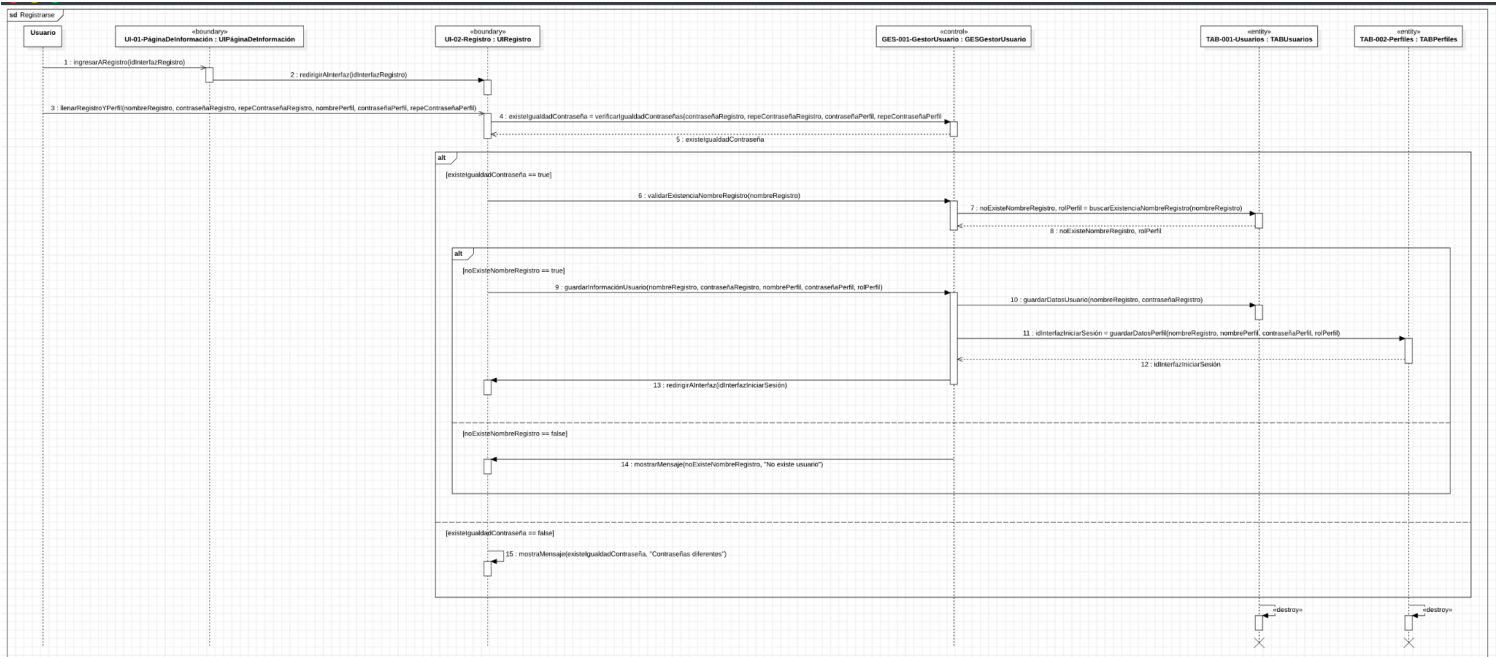 sd Registrarse
Usuario
«boundary»
UI-01-PáginaDeInformación : UIPáginaDeInformación
«boundary»
UI-02-Registro : UIRegistro
«control»
GES-001-GestorUsuario : GESGestorUsuario
«entity»
TAB-001-Usuarios : TABUsuarios
«entity»
TAB-002-Perfiles : TABPerfiles
1 : ingresarARegistro(idInterfazRegistro)
2 : redirigirAInterfaz(idInterfazRegistro)
3 : llenarRegistroYPerfil(nombreRegistro, contraseñaRegistro, repeContraseñaRegistro, nombrePerfil, contraseñaPerfil, repeContraseñaPerfil)
4 : existeIgualdadContraseña = verificarIgualdadContraseñas(contraseñaRegistro, repeContraseñaRegistro, contraseñaPerfil, repeContraseñaPerfil
5 : existeIgualdadContraseña
alt
[existeIgualdadContraseña == true]
6 : validarExistenciaNombreRegistro(nombreRegistro)
7 : noExisteNombreRegistro, rolPerfil = buscarExistenciaNombreRegistro(nombreRegistro)
8 : noExisteNombreRegistro, rolPerfil
alt
[noExisteNombreRegistro == true]
9 : guardarInformaciónUsuario(nombreRegistro, contraseñaRegistro, nombrePerfil, contraseñaPerfil, rolPerfil)
10 : guardarDatosUsuario(nombreRegistro, contraseñaRegistro)
11 : idInterfazIniciarSesión = guardarDatosPerfil(nombreRegistro, nombrePerfil, contraseñaPerfil, rolPerfil)
12 : idInterfazIniciarSesión
13 : redirigirAInterfaz(idInterfazIniciarSesión)
[noExisteNombreRegistro == false]
14 : mostrarMensaje(noExisteNombreRegistro, "No existe usuario")
[existeIgualdadContraseña == false]
15 : mostraMensaje(existeIgualdadContraseña, "Contraseñas diferentes")
«destroy»
«destroy»